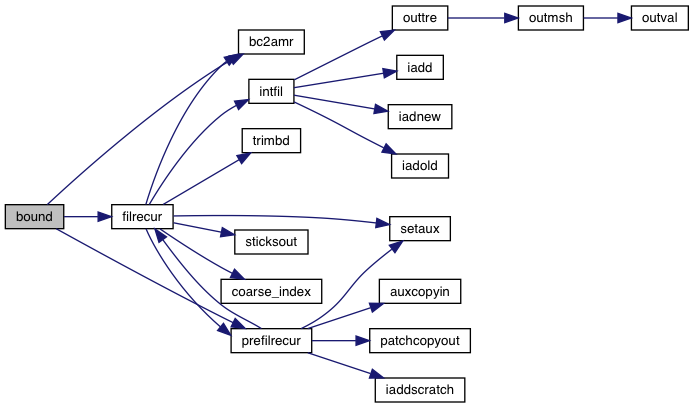 outtre
outmsh
outval
bc2amr
iadd
intfil
iadnew
trimbd
iadold
bound
filrecur
setaux
sticksout
coarse_index
auxcopyin
prefilrecur
patchcopyout
iaddscratch